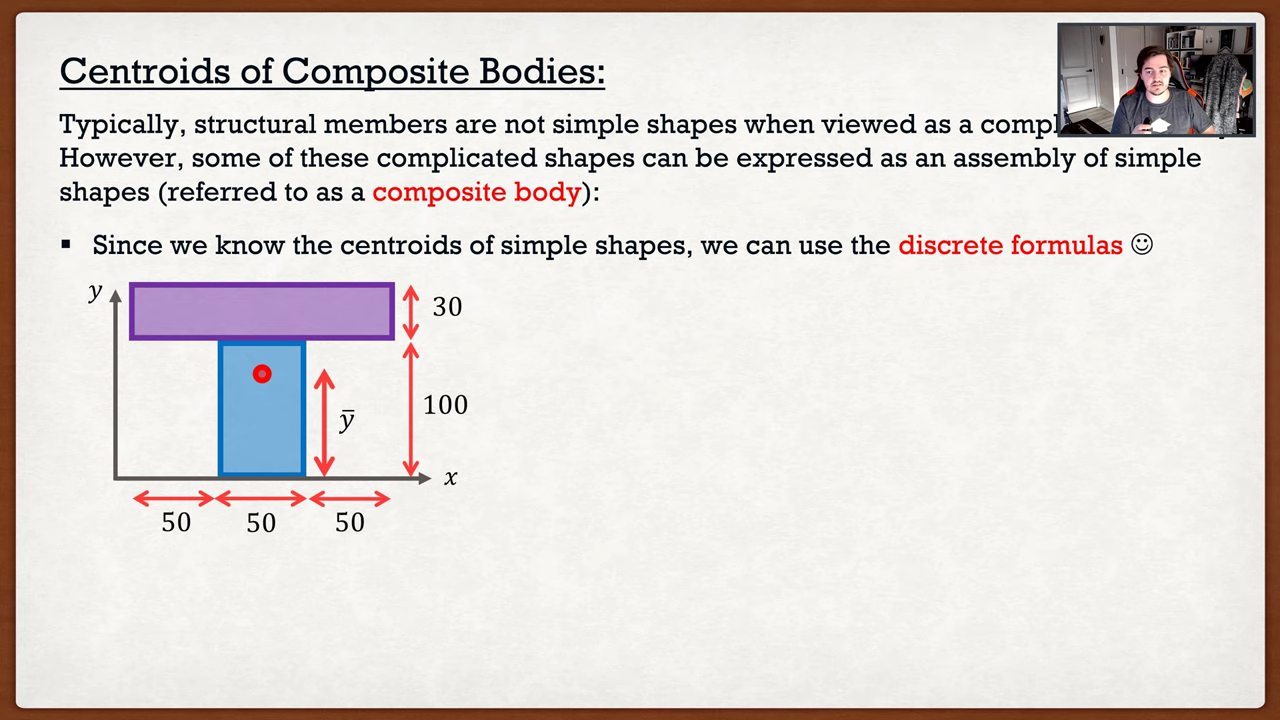 Centroids of Composite Bodies:
Typically, structural members are not simple shapes when viewed as a
However, some of these complicated shapes can be expressed as an assembly of simple
shapes (referred to as a composite body):
▪ Since we know the centroids of simple shapes, we can use the discrete formulas ☺
y
30
100
ȳ
x
50 50 50